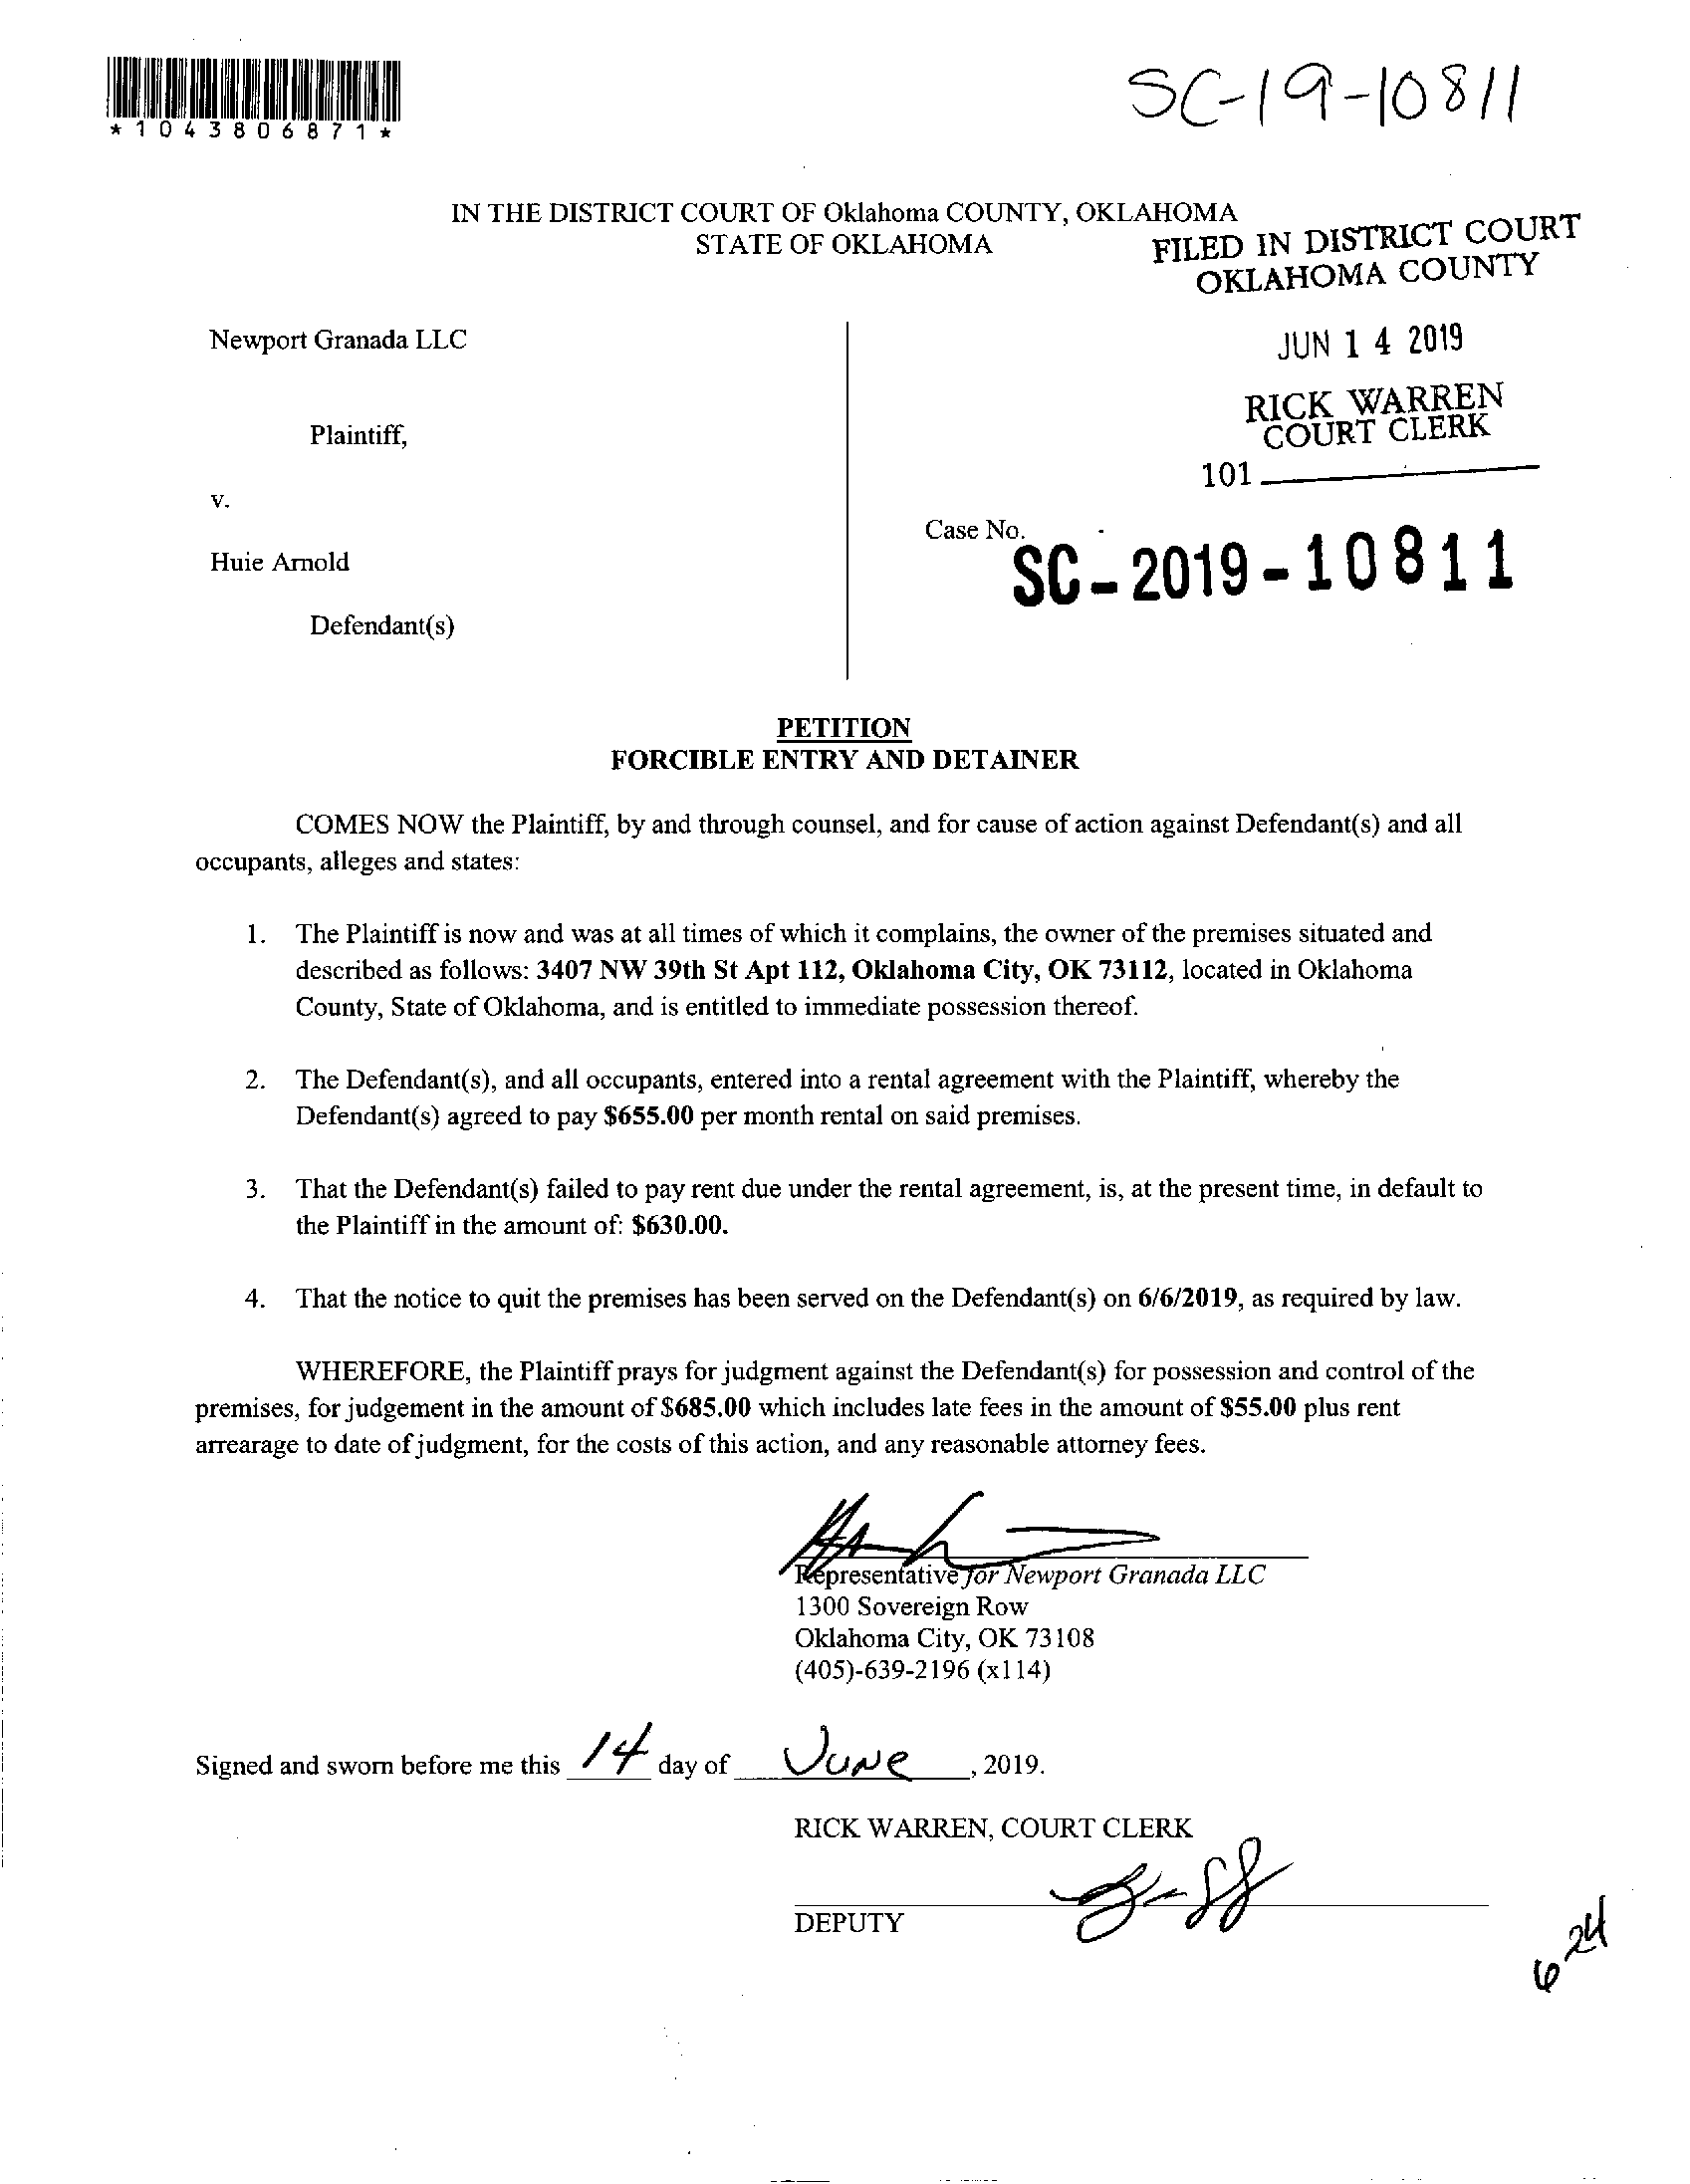 SC-19-10811
*1043806871*
IN THE DISTRICT COURT OF Oklahoma COUNTY, OKLAHOMA
STATE OF OKLAHOMA
FILED IN DISTRICT COURT
OKLAHOMA COUNTY
JUN 14 2019
RICK WARREN
COURT CLERK
101
Newport Granada LLC
Plaintiff,
v.
Huie Arnold
Defendant(s)
Case No.
SC-2019-10811
PETITION
FORCIBLE ENTRY AND DETAINER
COMES NOW the Plaintiff, by and through counsel, and for cause of action against Defendant(s) and all
occupants, alleges and states:
1. The Plaintiff is now and was at all times of which it complains, the owner of the premises situated and
described as follows: 3407 NW 39th St Apt 112, Oklahoma City, OK 73112, located in Oklahoma
County, State of Oklahoma, and is entitled to immediate possession thereof.
2. The Defendant(s), and all occupants, entered into a rental agreement with the Plaintiff, whereby the
Defendant(s) agreed to pay $655.00 per month rental on said premises.
3. That the Defendant(s) failed to pay rent due under the rental agreement, is, at the present time, in default to
the Plaintiff in the amount of: $630.00.
4. That the notice to quit the premises has been served on the Defendant(s) on 6/6/2019, as required by law.
WHEREFORE, the Plaintiff prays for judgment against the Defendant(s) for possession and control of the
premises, for judgement in the amount of $685.00 which includes late fees in the amount of $55.00 plus rent
arrearage to date of judgment, for the costs of this action, and any reasonable attorney fees.
Representative for Newport Granada LLC
1300 Sovereign Row
Oklahoma City, OK 73108
(405)-639-2196 (x114)
Signed and sworn before me this 14 day of June, 2019.
RICK WARREN, COURT CLERK
DEPUTY
6 24